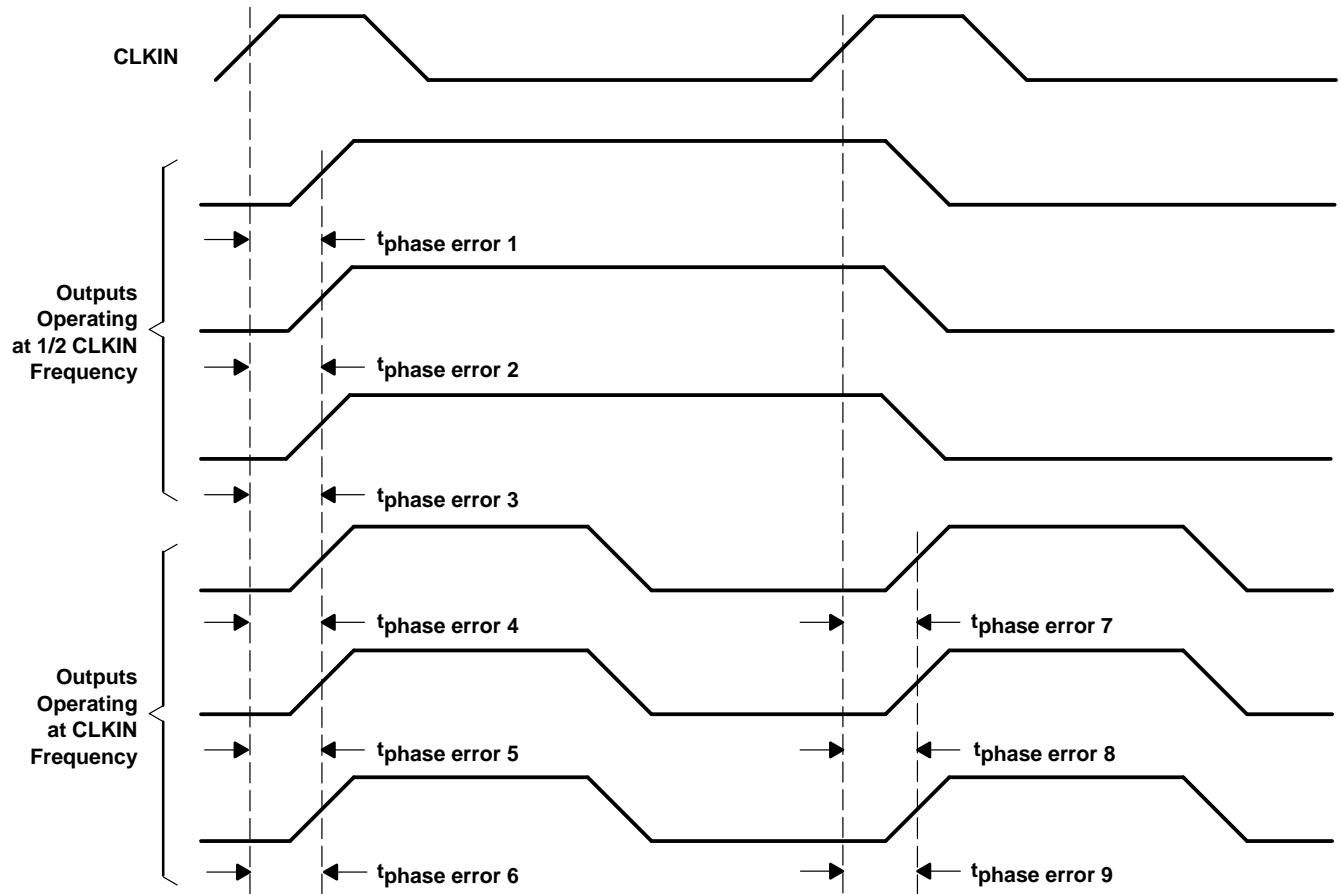 CLKIN
Outputs
Operating
at 1/2 CLKIN
Frequency
tphase error 1
tphase error 2
tphase error 3
Outputs
Operating
at CLKIN
Frequency
tphase error 4
tphase error 7
tphase error 5
tphase error 8
tphase error 6
tphase error 9